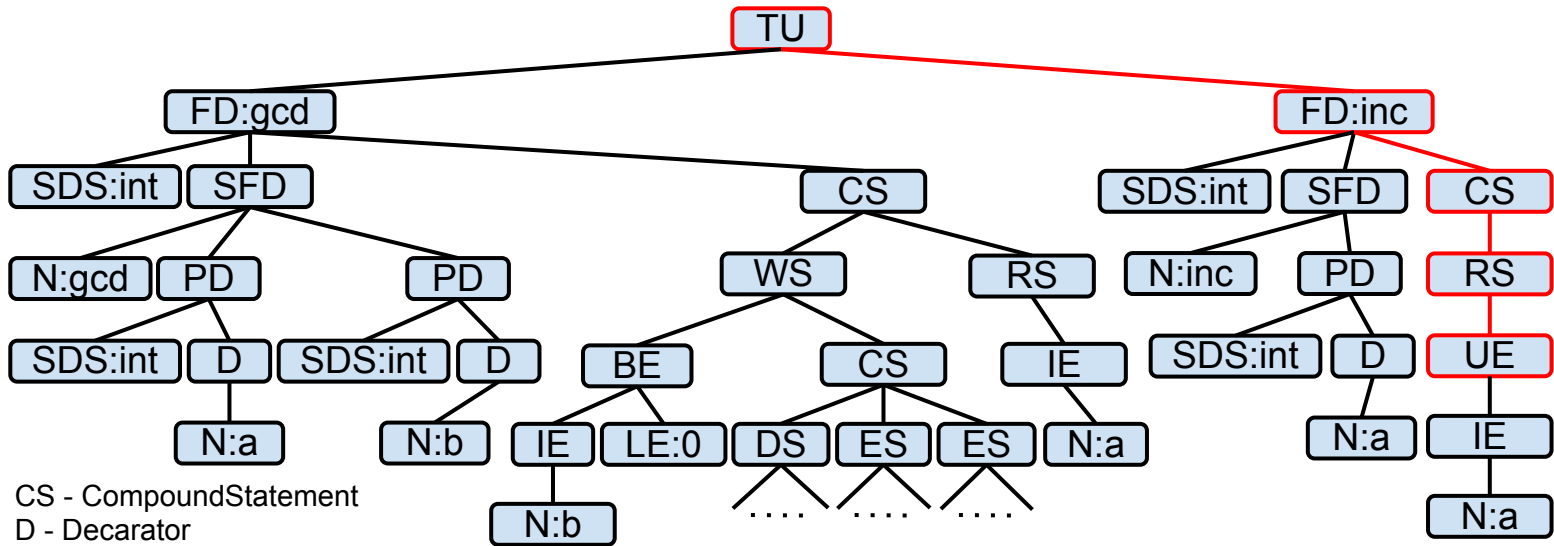 TU
FD:gcd FD:inc
SDS:int SFD CS SDS:int SFD CS
N:gcd PD PD WS RS N:inc PD RS
SDS:int D SDS:int D BE CS IE SDS:int D UE
N:a N:b IE LE:0 DS ES ES N:a N:a IE
CS - CompoundStatement
N:b .... .... .... N:a
D - Decarator